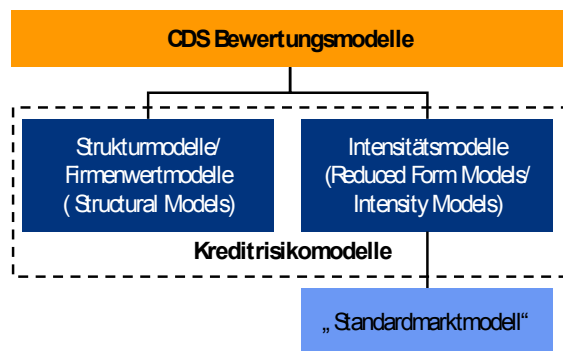 CDS Bewertungsmodelle
Strukturmodelle/
Firmenwertmodelle
( Structural Models)
Intensitätsmodelle
(Reduced Form Models/
Intensity Models)
Kreditrisikomodelle
„Standardmarktmodell“